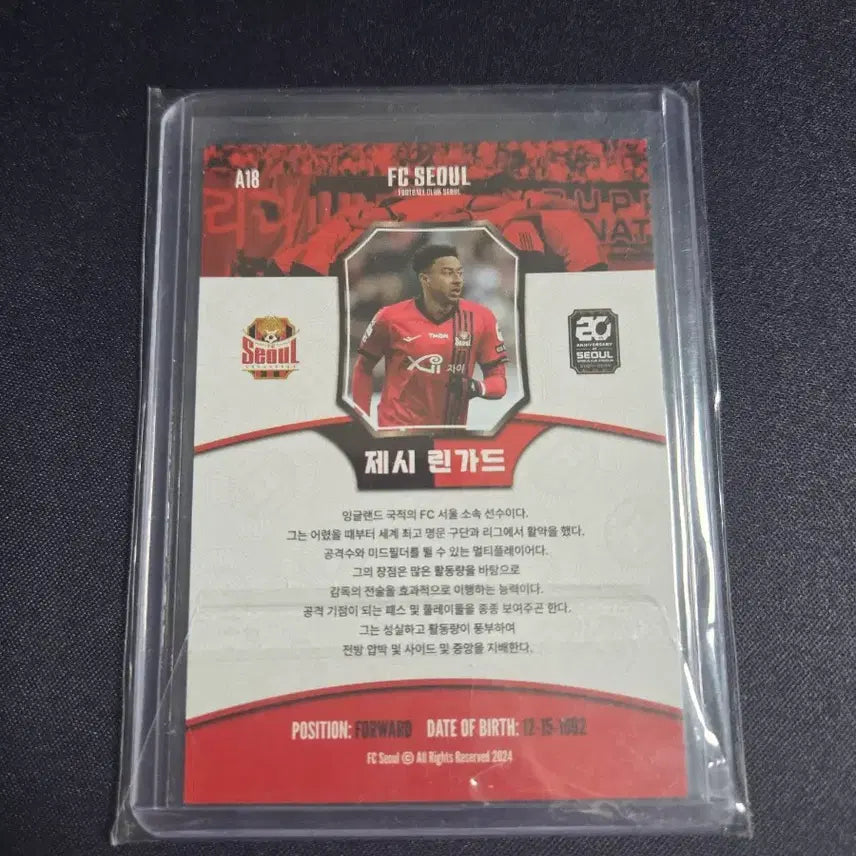 A18
FC SEOUL
FOOTBALL CLUB SEOUL
SEOUL
20
ANNIVERSARY
SEOUL
자이
제시 린가드
잉글랜드 국적의 FC 서울 소속 선수이다.
그는 어렸을 때부터 세계 최고 명문 구단과 리그에서 활약을 했다.
공격수와 미드필더를 뛸 수 있는 멀티플레이어다.
그의 장점은 많은 활동량을 바탕으로
감독의 전술을 효과적으로 이행하는 능력이다.
공격 기점이 되는 패스 및 플레이들을 종종 보여주곤 한다.
그는 성실하고 활동량이 풍부하여
전방 압박 및 사이드 및 중앙을 지배한다.
POSITION: FORWARD DATE OF BIRTH: 12-15-1992
FC Seoul © All Rights Reserved 2024